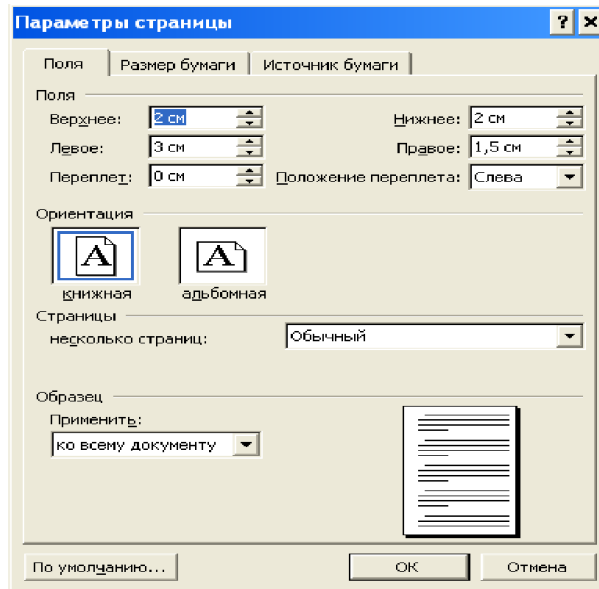 Параметры страницы
Поля Размер бумаги Источник бумаги
Поля
Верхнее: 2 см Нижнее: 2 см
Левое: 3 см Правое: 1,5 см
Переплет: 0 см Положение переплета: Слева
Ориентация
A A
книжная альбомная
Страницы
несколько страниц: Обычный
Образец
Применить:
ко всему документу
По умолчанию... ОК Отмена